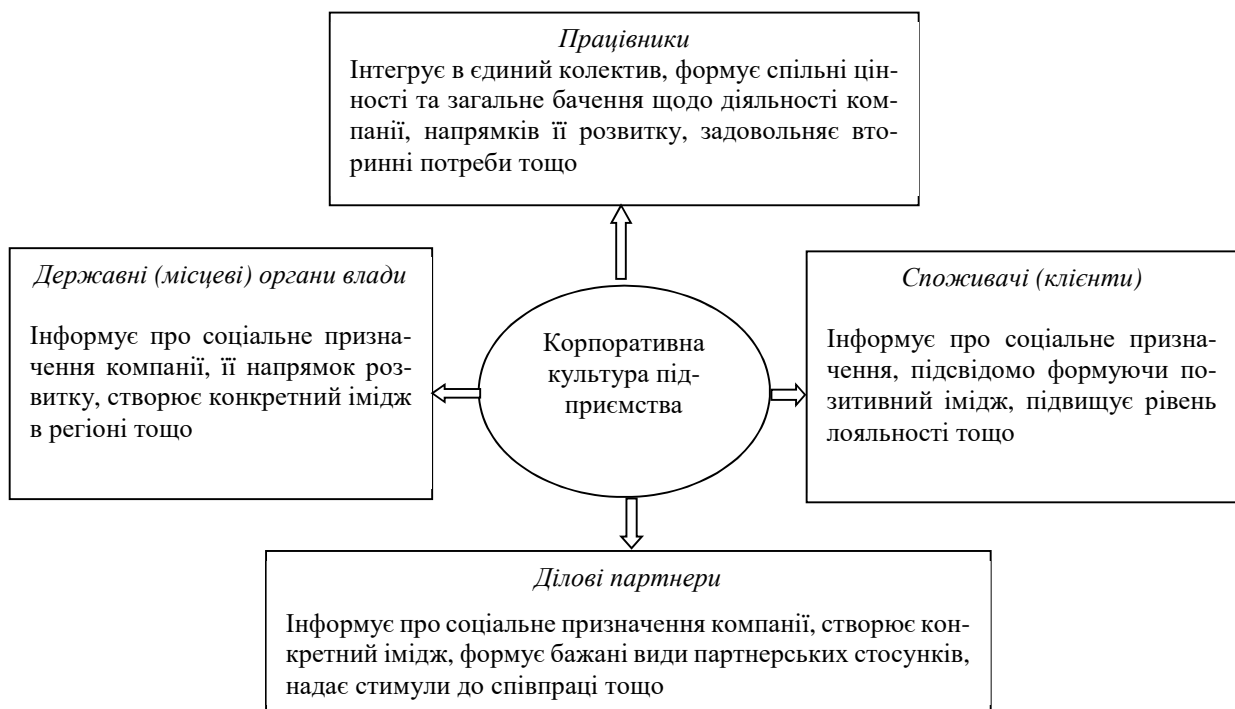 Працівники
Інтегрує в єдиний колектив, формує спільні цін-
ності та загальне бачення щодо діяльності ком-
панії, напрямків її розвитку, задовольняє вто-
ринні потреби тощо
Державні (місцеві) органи влади
Інформує про соціальне призна-
чення компанії, її напрямок роз-
витку, створює конкретний імідж
в регіоні тощо
Корпоративна
культура під-
приємства
Споживачі (клієнти)
Інформує про соціальне призна-
чення, підсвідомо формуючи по-
зитивний імідж, підвищує рівень
лояльності тощо
Ділові партнери
Інформує про соціальне призначення компанії, створює кон-
кретний імідж, формує бажані види партнерських стосунків,
надає стимули до співпраці тощо